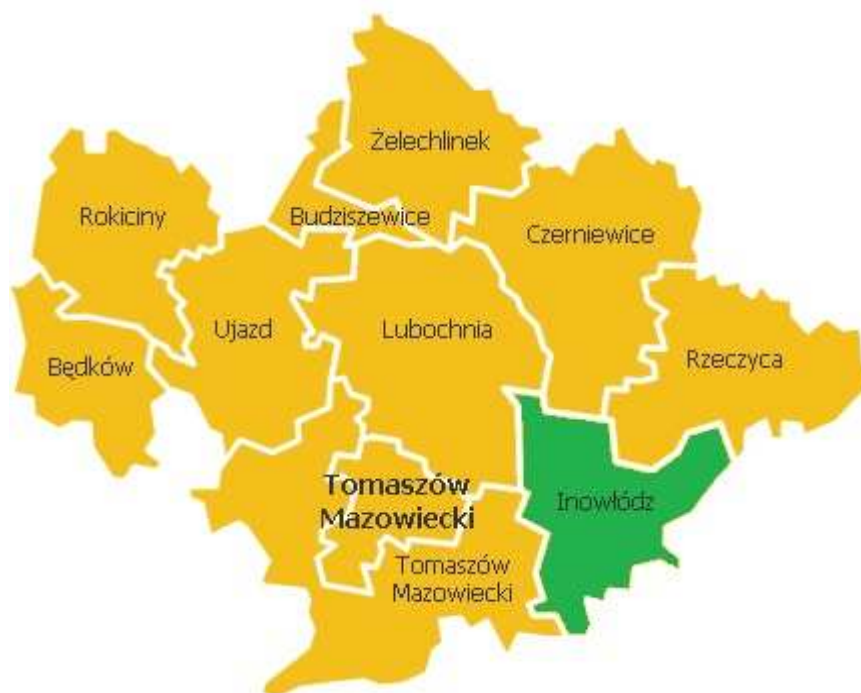 Żelechlinek
Rokiciny
Budziszewice
Czerniewice
Ujazd
Lubochnia
Będków
Rzeczyca
Tomaszów
Mazowiecki
Inowłódz
Tomaszów
Mazowiecki